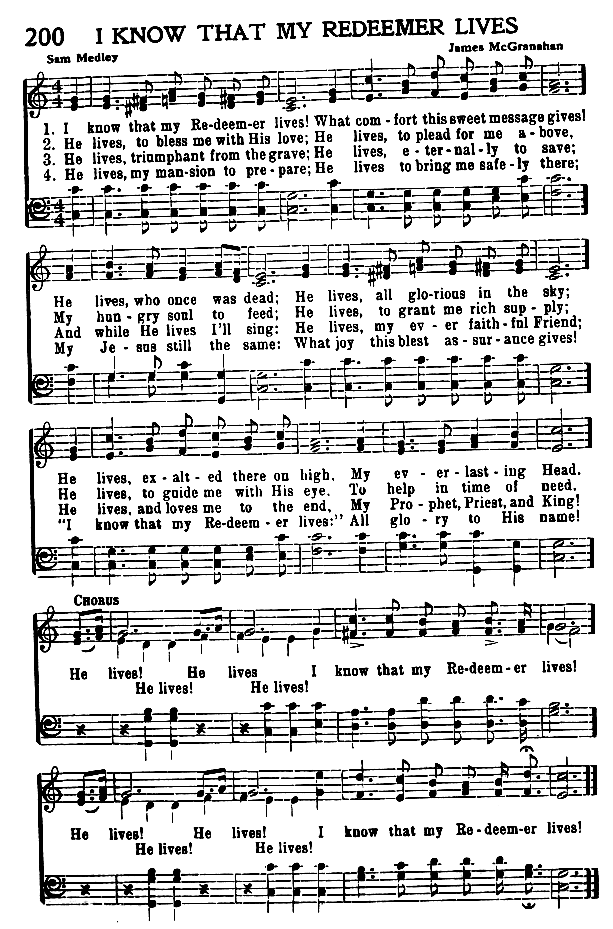 200 I KNOW THAT MY REDEEMER LIVES
Sam Medley James McGranahan
1. I know that my Re-deem-er lives! What com-fort this sweet message gives!
2. He lives, to bless me with His love; He lives, to plead for me a-bove,
3. He lives, triumphant from the grave; He lives, e-ter-nal-ly to save;
4. He lives, my man-sion to pre-pare; He lives to bring me safe-ly there;
He lives, who once was dead; He lives, all glo-rious in the sky;
My hun-gry soul to feed; He lives, to grant me rich sup-ply;
And while He lives I'll sing: He lives, my ev-er faith-ful Friend;
My Je-sus still the same: What joy this blest as-sur-ance gives!
He lives, ex-alt-ed there on high, My ev-er-last-ing Head.
He lives, to guide me with His eye, To help in time of need.
He lives, and loves me to the end, My Pro-phet, Priest, and King!
"I know that my Re-deem-er lives:" All glo-ry to His name!
CHORUS
He lives! He lives I know that my Re-deem-er lives!
He lives! He lives!
He lives! He lives! I know that my Re-deem-er lives!
He lives! He lives!